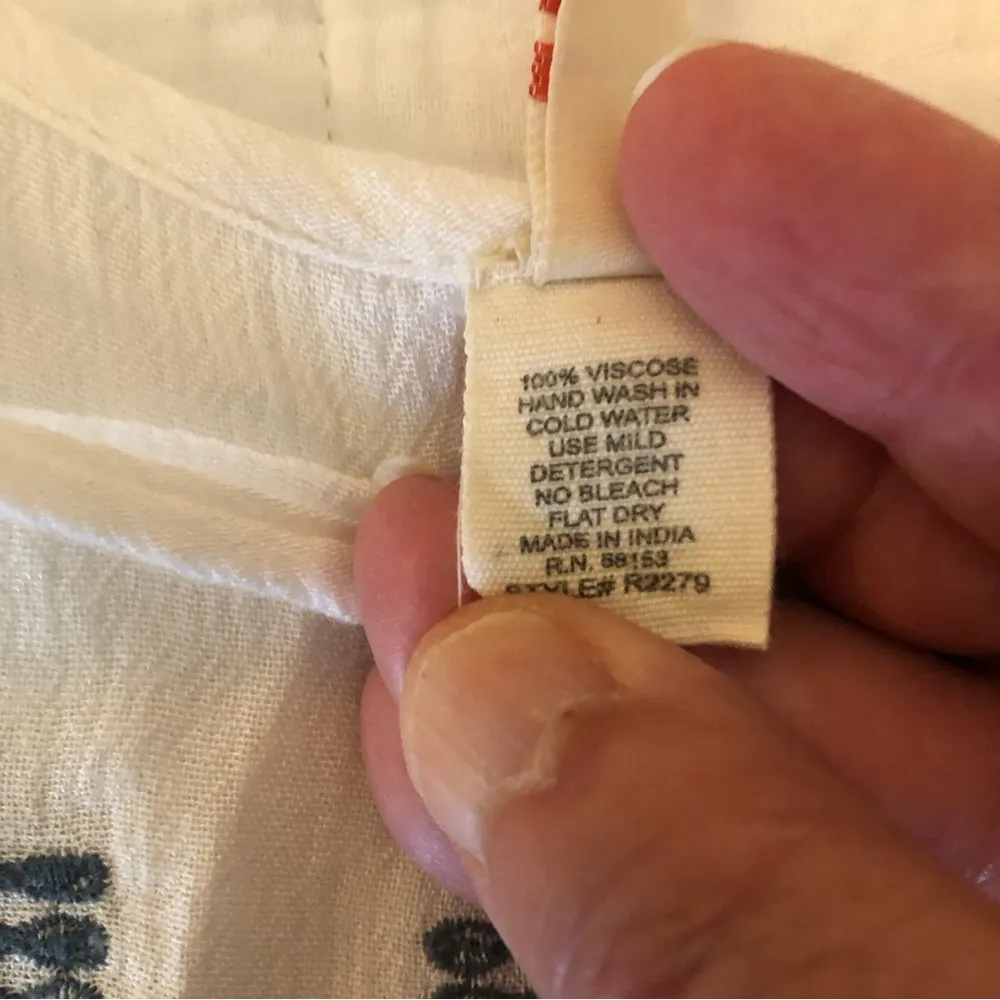 100% VISCOSE
HAND WASH IN
COLD WATER
USE MILD
DETERGENT
NO BLEACH
FLAT DRY
MADE IN INDIA
R.N. 58153
STYLE# R2279